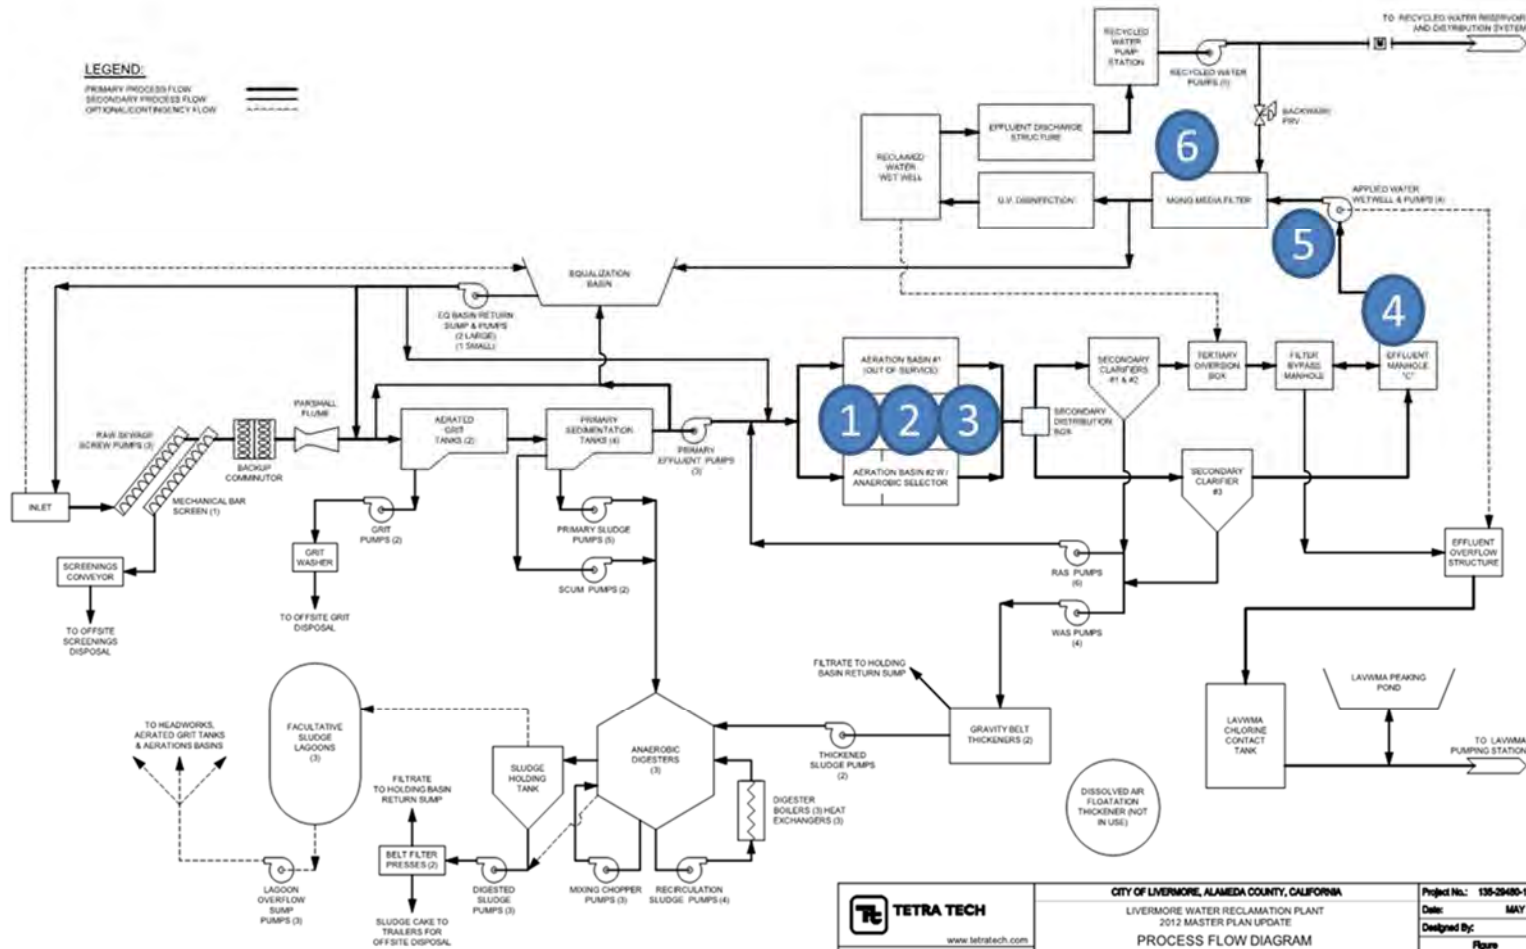 LEGEND:
PRIMARY PROCESS FLOW
SECONDARY PROCESS FLOW
OPTIONAL/CONTINGENCY FLOW
RECYCLED
WATER
PUMP
STATION
TO RECYCLED WATER RESERVOIR
AND DISTRIBUTION SYSTEM
M
RECYCLED WATER
PUMPS (1)
BACKWASH
PRV
EFFLUENT DISCHARGE
STRUCTURE
RECLAIMED
WATER
WET WELL
6
U.V. DISINFECTION
MONO MEDIA FILTER
APPLIED WATER
WETWELL & PUMPS (4)
5
4
EQUALIZATION
BASIN
EQ BASIN RETURN
SUMP & PUMPS
(2 LARGE)
(1 SMALL)
AERATION BASIN #1
(OUT OF SERVICE)
1
2
3
AERATION BASIN #2 W/
ANAEROBIC SELECTOR
SECONDARY
CLARIFIERS
#1 & #2
TERTIARY
DIVERSION
BOX
FILTER
BYPASS
MANHOLE
EFFLUENT
MANHOLE
"C"
SECONDARY
DISTRIBUTION
BOX
SECONDARY
CLARIFIER
#3
RAW SEWAGE
SCREW PUMPS (3)
BACKUP
COMMINUTOR
PARSHALL
FLUME
AERATED
GRIT
TANKS (2)
PRIMARY
SEDIMENTATION
TANKS (4)
PRIMARY
EFFLUENT PUMPS
(3)
INLET
MECHANICAL BAR
SCREEN (1)
GRIT
PUMPS (2)
PRIMARY SLUDGE
PUMPS (5)
SCREENINGS
CONVEYOR
GRIT
WASHER
SCUM PUMPS (2)
TO OFFSITE
SCREENINGS
DISPOSAL
TO OFFSITE GRIT
DISPOSAL
RAS PUMPS
(6)
WAS PUMPS
(4)
EFFLUENT
OVERFLOW
STRUCTURE
FILTRATE TO HOLDING
BASIN RETURN SUMP
GRAVITY BELT
THICKENERS (2)
THICKENED
SLUDGE PUMPS
(2)
LAVWMA PEAKING
POND
LAVWMA
CHLORINE
CONTACT
TANK
TO LAVWMA
PUMPING STATION
DISSOLVED AIR
FLOATATION
THICKENER (NOT
IN USE)
TO HEADWORKS,
AERATED GRIT TANKS
& AERATIONS BASINS
FACULTATIVE
SLUDGE
LAGOONS
(3)
SLUDGE
HOLDING
TANK
ANAEROBIC
DIGESTERS
(3)
DIGESTER
BOILERS (3) HEAT
EXCHANGERS (3)
FILTRATE
TO HOLDING BASIN
RETURN SUMP
BELT FILTER
PRESSES (2)
LAGOON
OVERFLOW
SUMP
PUMPS (3)
DIGESTED
SLUDGE
PUMPS (3)
MIXING CHOPPER
PUMPS (3)
RECIRCULATION
SLUDGE PUMPS (4)
SLUDGE CAKE TO
TRAILERS FOR
OFFSITE DISPOSAL
TETRA TECH
www.tetratech.com
CITY OF LIVERMORE, ALAMEDA COUNTY, CALIFORNIA
LIVERMORE WATER RECLAMATION PLANT
2012 MASTER PLAN UPDATE
PROCESS FLOW DIAGRAM
Project No.: 135-29480-1
Date: MAY
Designed By:
Figure